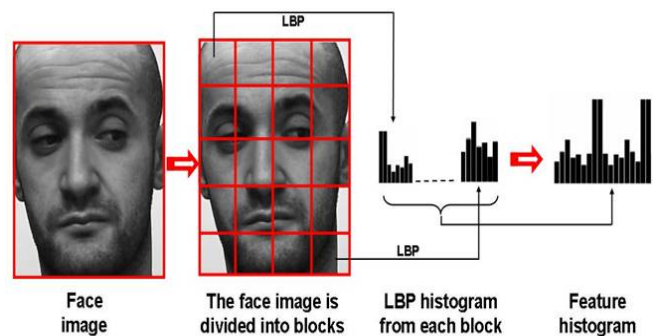 LBP
LBP
Face
image
The face image is
divided into blocks
LBP histogram
from each block
Feature
histogram